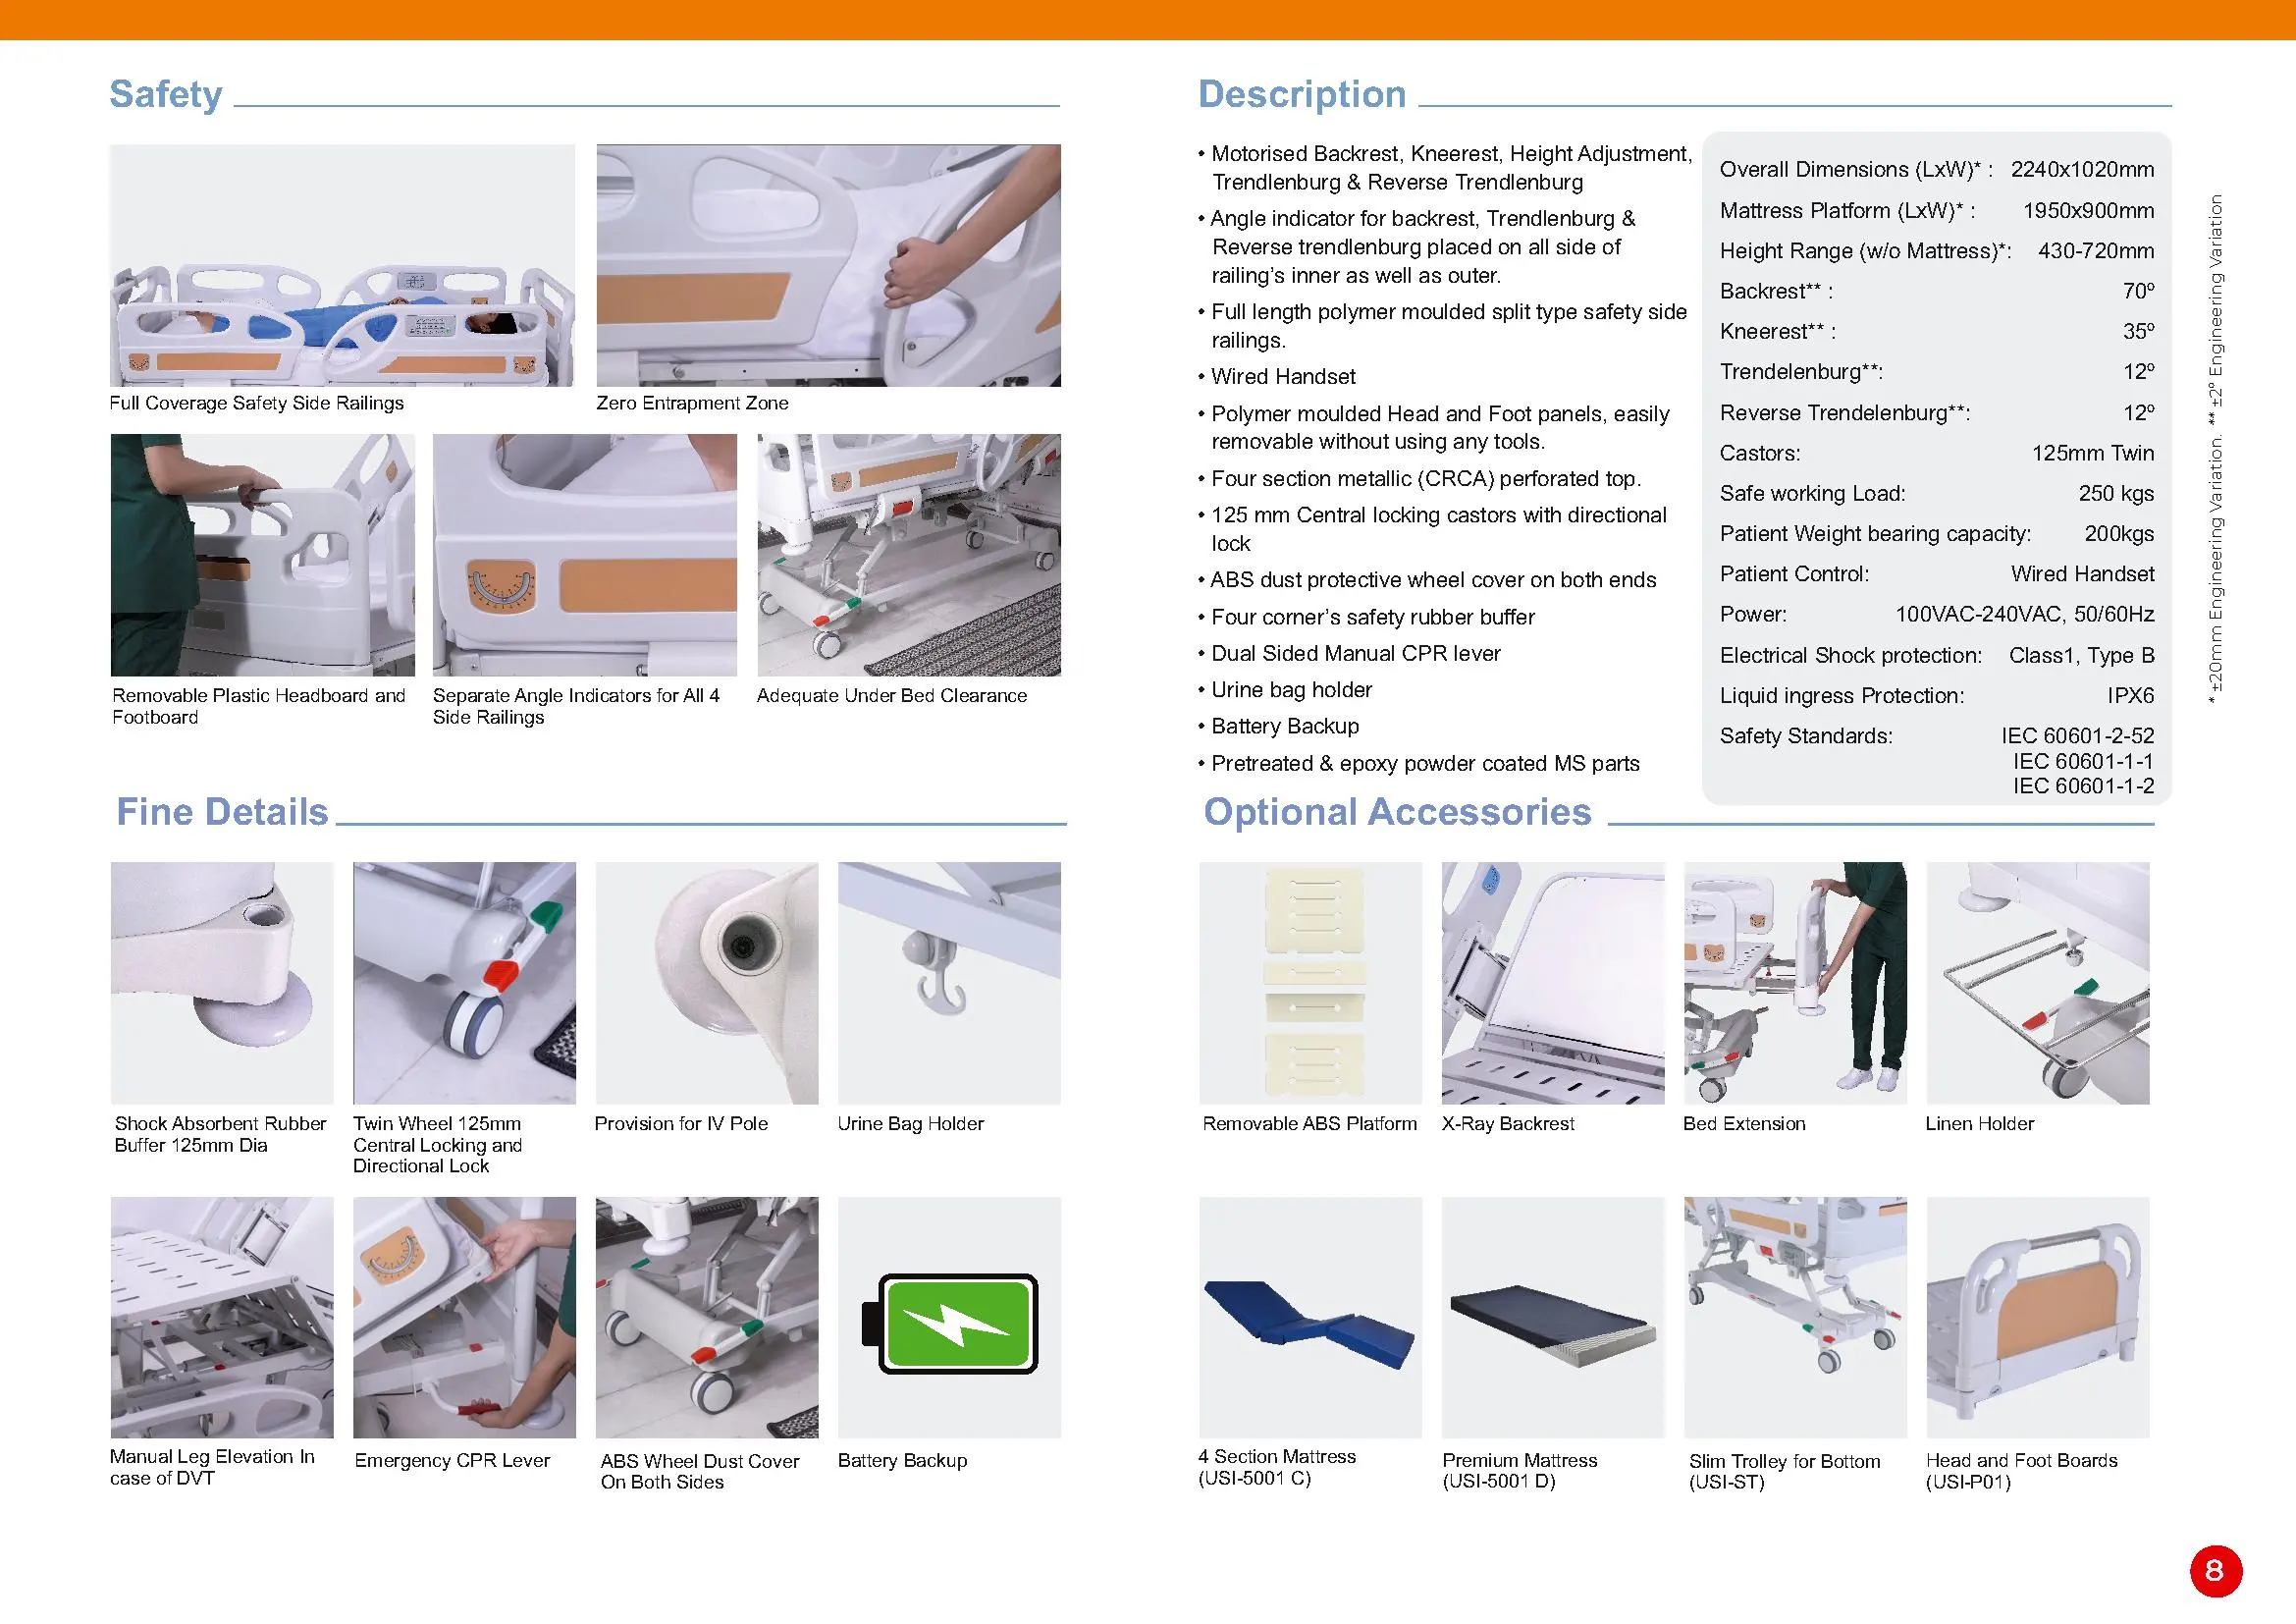 Safety
Full Coverage Safety Side Railings
Zero Entrapment Zone
Removable Plastic Headboard and
Footboard
Separate Angle Indicators for All 4
Side Railings
Adequate Under Bed Clearance
Fine Details
Shock Absorbent Rubber
Buffer 125mm Dia
Twin Wheel 125mm
Central Locking and
Directional Lock
Provision for IV Pole
Urine Bag Holder
Manual Leg Elevation In
case of DVT
Emergency CPR Lever
ABS Wheel Dust Cover
On Both Sides
Battery Backup
Description
• Motorised Backrest, Kneerest, Height Adjustment,
Trendlenburg & Reverse Trendlenburg
• Angle indicator for backrest, Trendlenburg &
Reverse trendlenburg placed on all side of
railing's inner as well as outer.
• Full length polymer moulded split type safety side
railings.
• Wired Handset
• Polymer moulded Head and Foot panels, easily
removable without using any tools.
• Four section metallic (CRCA) perforated top.
• 125 mm Central locking castors with directional
lock
• ABS dust protective wheel cover on both ends
• Four corner's safety rubber buffer
• Dual Sided Manual CPR lever
• Urine bag holder
• Battery Backup
• Pretreated & epoxy powder coated MS parts
Overall Dimensions (LxW)* : 2240x1020mm
Mattress Platform (LxW)* : 1950x900mm
Height Range (w/o Mattress)*: 430-720mm
Backrest** : 70º
Kneerest** : 35º
Trendelenburg**: 12º
Reverse Trendelenburg**: 12º
Castors: 125mm Twin
Safe working Load: 250 kgs
Patient Weight bearing capacity: 200kgs
Patient Control: Wired Handset
Power: 100VAC-240VAC, 50/60Hz
Electrical Shock protection: Class1, Type B
Liquid ingress Protection: IPX6
Safety Standards: IEC 60601-2-52
IEC 60601-1-1
IEC 60601-1-2
* ±20mm Engineering Variation. ** ±2º Engineering Variation
Optional Accessories
Removable ABS Platform
X-Ray Backrest
Bed Extension
Linen Holder
4 Section Mattress
(USI-5001 C)
Premium Mattress
(USI-5001 D)
Slim Trolley for Bottom
(USI-ST)
Head and Foot Boards
(USI-P01)
8